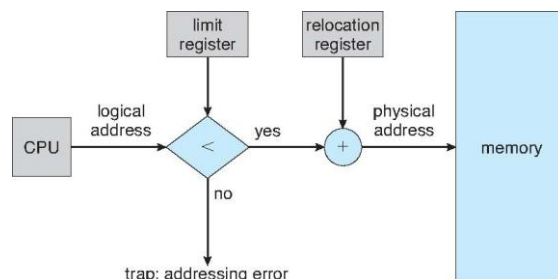 limit
register
relocation
register
logical
address
physical
address
CPU
<
yes
+
memory
no
trap: addressing error